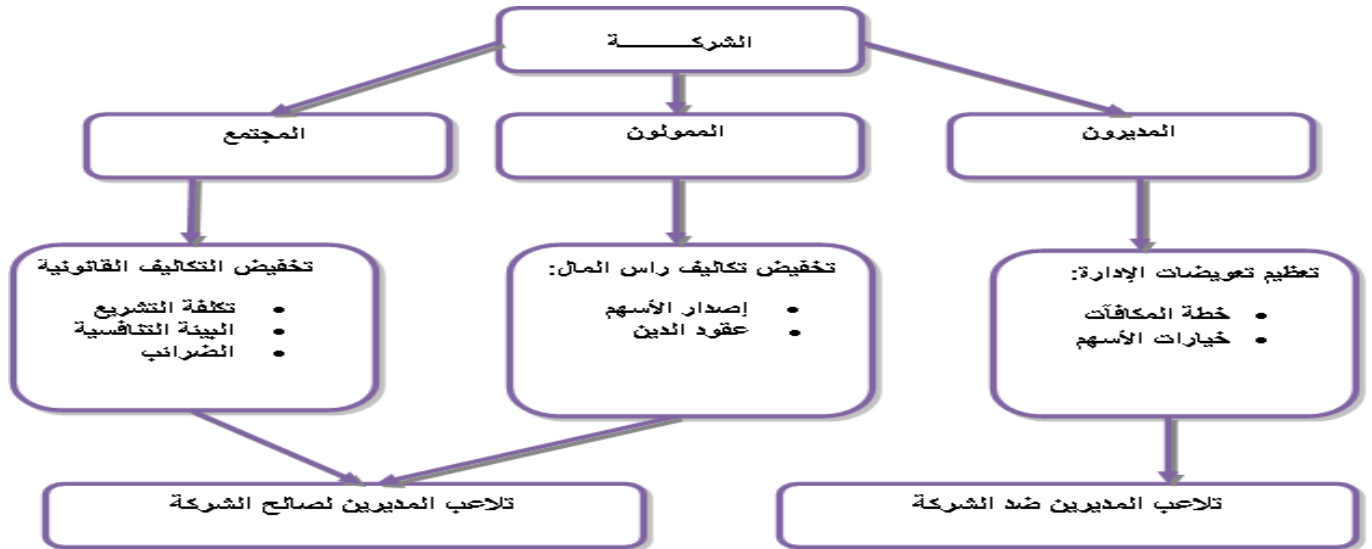 الشركـــــــة
المديرون
الممولون
المجتمع
تعظيم تعويضات الإدارة:
• خطة المكافآت
• خيارات الأسهم
تخفيض تكاليف راس المال:
• إصدار الأسهم
• عقود الدين
تخفيض التكاليف القانونية
• تكلفة التشريع
• البيئة التنافسية
• الضرائب
تلاعب المديرين ضد الشركة
تلاعب المديرين لصالح الشركة